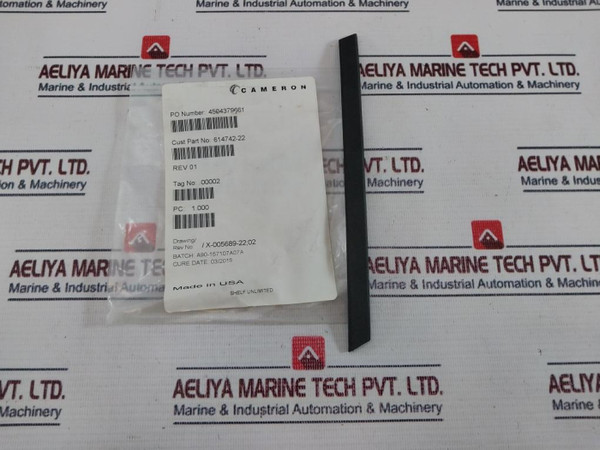 AELIYA MARINE TECH PVT. LTD.
Marine & Industrial Automation & Machinery
CAMERON
PO Number: 4504379661
Cust Part No: 614742-22
REV 01
Tag No: 00002
PC: 1.000
Drawing/
Rev No: / X-005689-22;02
BATCH: A90-157107A07A
CURE DATE: 03/2016
Made in USA
SHELF UNLIMITED
AELIYA MARINE TECH PVT. LTD.
Marine & Industrial Automation & Machinery
AELIYA MARINE TECH PVT. LTD.
Marine & Industrial Automation & Machinery
AELIYA MARINE TECH PVT. LTD.
Marine & Industrial Automation & Machinery